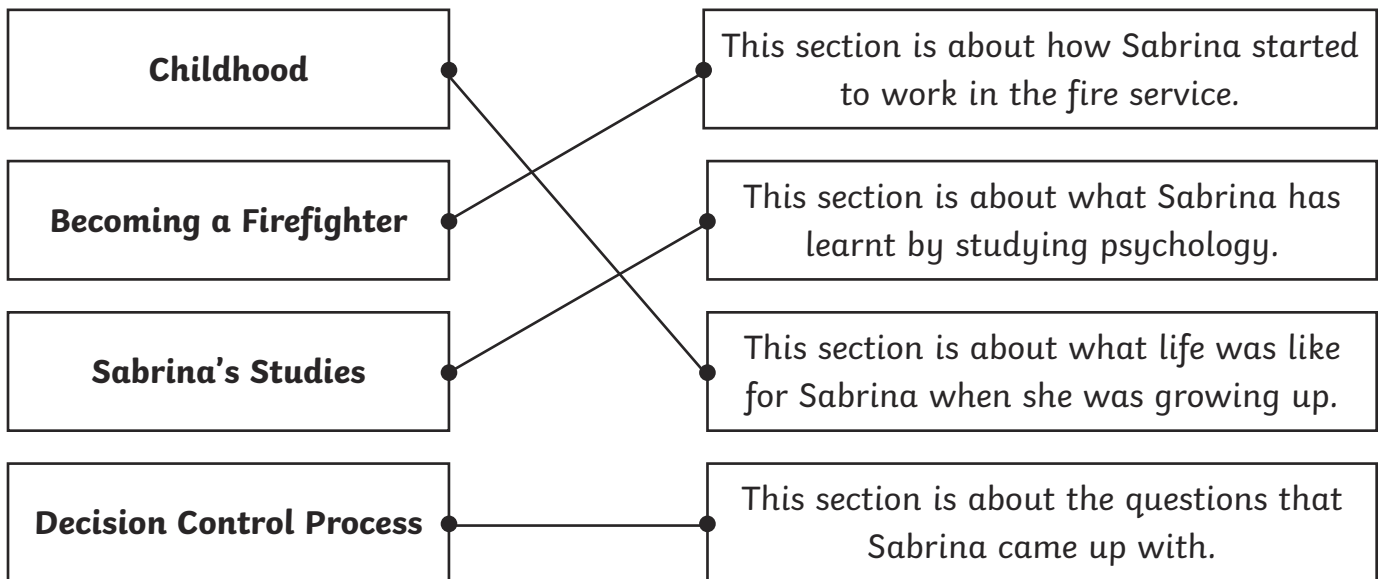 Childhood
This section is about how Sabrina started
to work in the fire service.
Becoming a Firefighter
This section is about what Sabrina has
learnt by studying psychology.
Sabrina's Studies
This section is about what life was like
for Sabrina when she was growing up.
Decision Control Process
This section is about the questions that
Sabrina came up with.